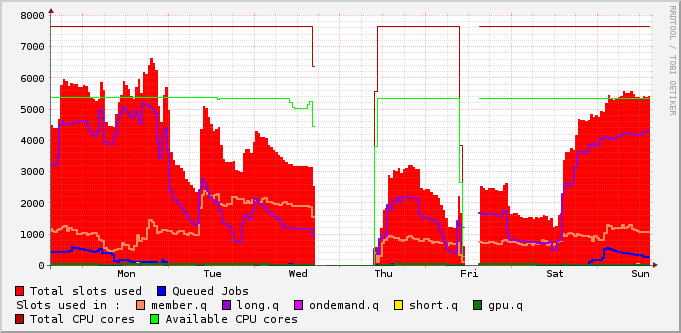 8000
7000
6000
5000
4000
3000
2000
1000
0
Mon Tue Wed Thu Fri Sat Sun
RRDTOOL / TOBI OETIKER
Total slots used Queued Jobs
Slots used in : member.q long.q ondemand.q short.q gpu.q
Total CPU cores Available CPU cores